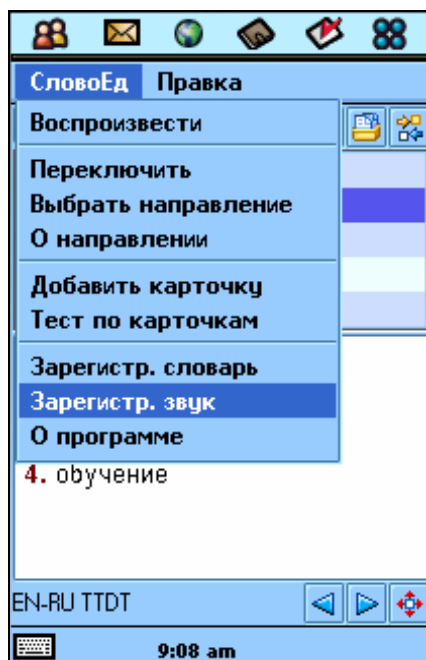 СловоЕд Правка
Воспроизвести
Переключить
Выбрать направление
О направлении
Добавить карточку
Тест по карточкам
Зарегистр. словарь
Зарегистр. звук
О программе
4. обучение
EN-RU TTDT
9:08 am